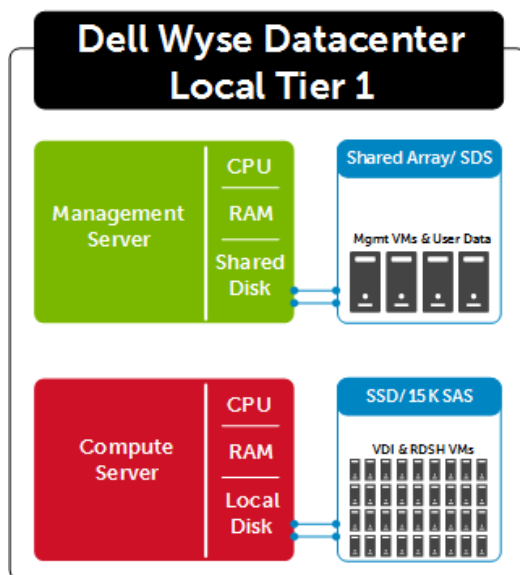 Dell Wyse Datacenter
Local Tier 1
Management
Server
CPU
RAM
Shared
Disk
Shared Array/ SDS
Mgmt VMs & User Data
Compute
Server
CPU
RAM
Local
Disk
SSD/ 15K SAS
VDI & RDSH VMs